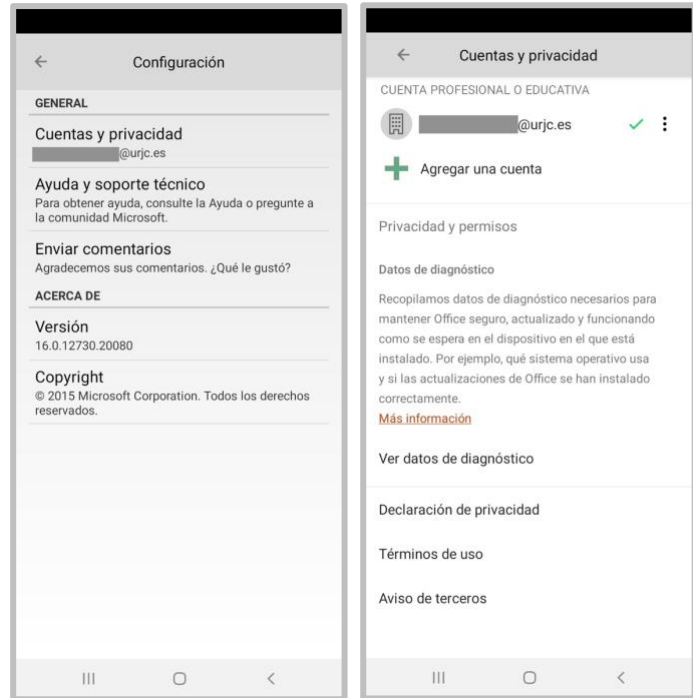 Configuración
GENERAL
Cuentas y privacidad
@urjc.es
Ayuda y soporte técnico
Para obtener ayuda, consulte la Ayuda o pregunte a
la comunidad Microsoft.
Enviar comentarios
Agradecemos sus comentarios. ¿Qué le gustó?
ACERCA DE
Versión
16.0.12730.20080
Copyright
© 2015 Microsoft Corporation. Todos los derechos
reservados.
Cuentas y privacidad
CUENTA PROFESIONAL O EDUCATIVA
@urjc.es
Agregar una cuenta
Privacidad y permisos
Datos de diagnóstico
Recopilamos datos de diagnóstico necesarios para
mantener Office seguro, actualizado y funcionando
como se espera en el dispositivo en el que está
instalado. Por ejemplo, qué sistema operativo usa
y si las actualizaciones de Office se han instalado
correctamente.
Más información
Ver datos de diagnóstico
Declaración de privacidad
Términos de uso
Aviso de terceros